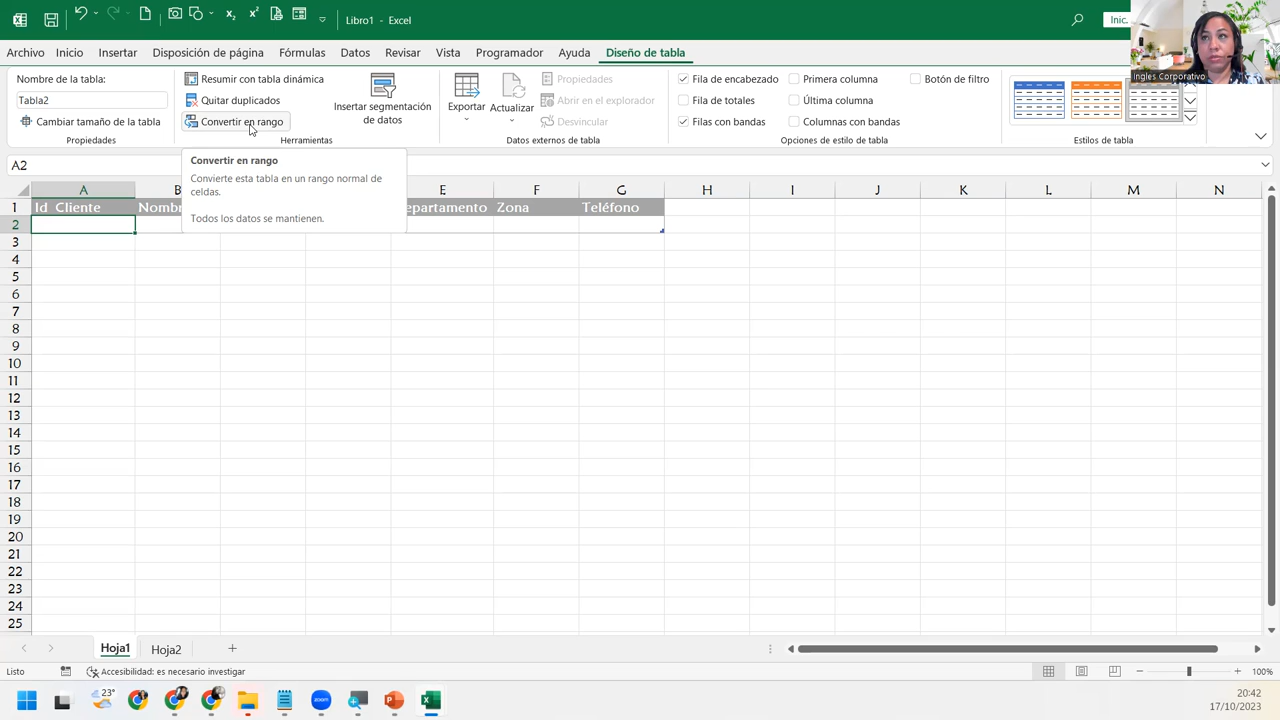 Libro1 - Excel
Inic.
Archivo Inicio Insertar Disposición de página Fórmulas Datos Revisar Vista Programador Ayuda Diseño de tabla
Ingles Corporativo
Nombre de la tabla:
Tabla2
Cambiar tamaño de la tabla
Propiedades
Resumir con tabla dinámica
Quitar duplicados
Convertir en rango
Insertar segmentación
de datos
Herramientas
Exportar
Actualizar
Propiedades
Abrir en el explorador
Desvincular
Datos externos de tabla
Fila de encabezado Primera columna Botón de filtro
Fila de totales Última columna
Filas con bandas Columnas con bandas
Opciones de estilo de tabla
Estilos de tabla
A2
Convertir en rango
Convierte esta tabla en un rango normal de
celdas.
Todos los datos se mantienen.
A B E F G H I J K L M N
1 Id Cliente Nombr epartamento Zona Teléfono
2
3
4
5
6
7
8
9
10
11
12
13
14
15
16
17
18
19
20
21
22
23
24
25
Hoja1 Hoja2
Listo Accesibilidad: es necesario investigar 100%
23°
zoom
20:42
17/10/2023